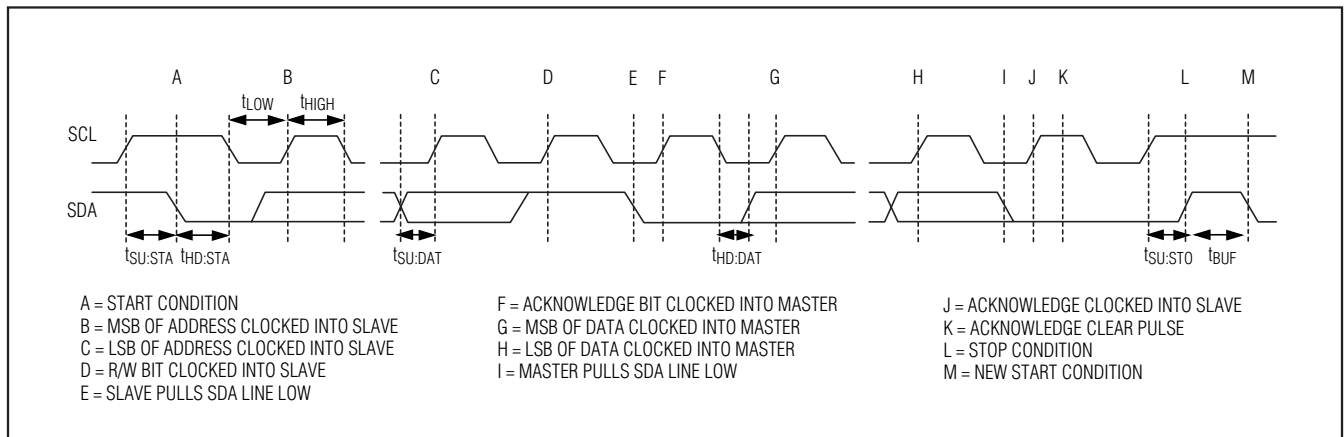 A B C D E F G H I J K L M
tLOW tHIGH
SCL
SDA
tSU:STA tHD:STA tSU:DAT tHD:DAT tSU:STO tBUF
A = START CONDITION
B = MSB OF ADDRESS CLOCKED INTO SLAVE
C = LSB OF ADDRESS CLOCKED INTO SLAVE
D = R/W BIT CLOCKED INTO SLAVE
E = SLAVE PULLS SDA LINE LOW
F = ACKNOWLEDGE BIT CLOCKED INTO MASTER
G = MSB OF DATA CLOCKED INTO MASTER
H = LSB OF DATA CLOCKED INTO MASTER
I = MASTER PULLS SDA LINE LOW
J = ACKNOWLEDGE CLOCKED INTO SLAVE
K = ACKNOWLEDGE CLEAR PULSE
L = STOP CONDITION
M = NEW START CONDITION